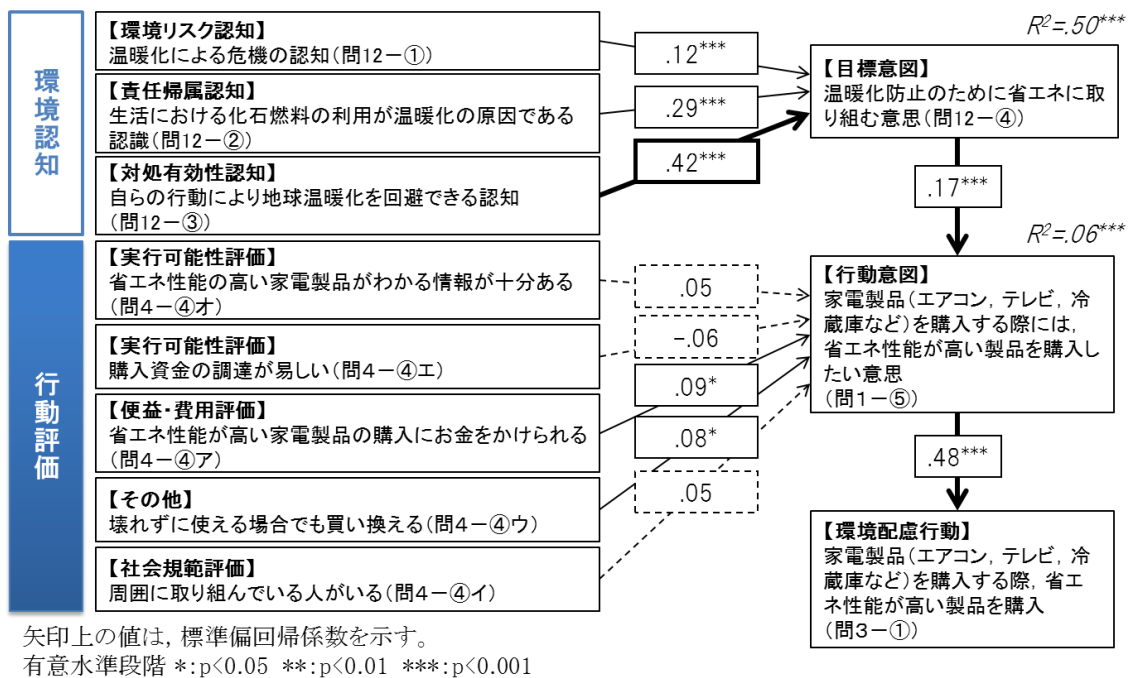 環境認知
【環境リスク認知】
温暖化による危機の認知(問12－①)
【責任帰属認知】
生活における化石燃料の利用が温暖化の原因である
認識(問12－②)
【対処有効性認知】
自らの行動により地球温暖化を回避できる認知
(問12－③)
.12***
.29***
.42***
R²=.50***
【目標意図】
温暖化防止のために省エネに取
り組む意思(問12－④)
.17***
行動評価
【実行可能性評価】
省エネ性能の高い家電製品がわかる情報が十分ある
(問4－④オ)
【実行可能性評価】
購入資金の調達が易しい(問4－④エ)
【便益・費用評価】
省エネ性能が高い家電製品の購入にお金をかけられる
(問4－④ア)
【その他】
壊れずに使える場合でも買い換える(問4－④ウ)
【社会規範評価】
周囲に取り組んでいる人がいる(問4－④イ)
.05
-.06
.09*
.08*
.05
R²=.06***
【行動意図】
家電製品(エアコン，テレビ，冷
蔵庫など)を購入する際には，
省エネ性能が高い製品を購入し
たい意思
(問1－⑤)
.48***
【環境配慮行動】
家電製品(エアコン，テレビ，冷
蔵庫など)を購入する際，省エ
ネ性能が高い製品を購入
(問3－①)
矢印上の値は，標準偏回帰係数を示す。
有意水準段階 *:p<0.05 **:p<0.01 ***:p<0.001